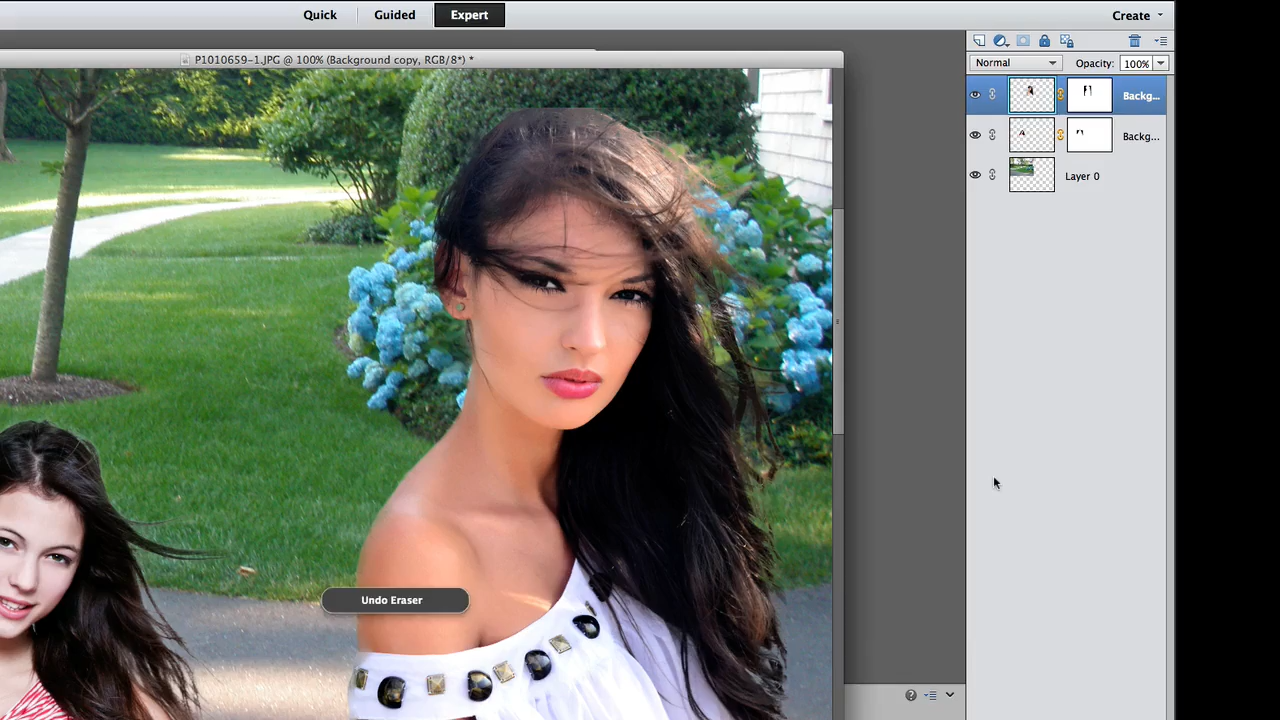 Quick
Guided
Expert
Create
P1010659-1.JPG @ 100% (Background copy, RGB/8*) *
Normal
Opacity: 100%
Backg...
Backg...
Layer 0
Undo Eraser